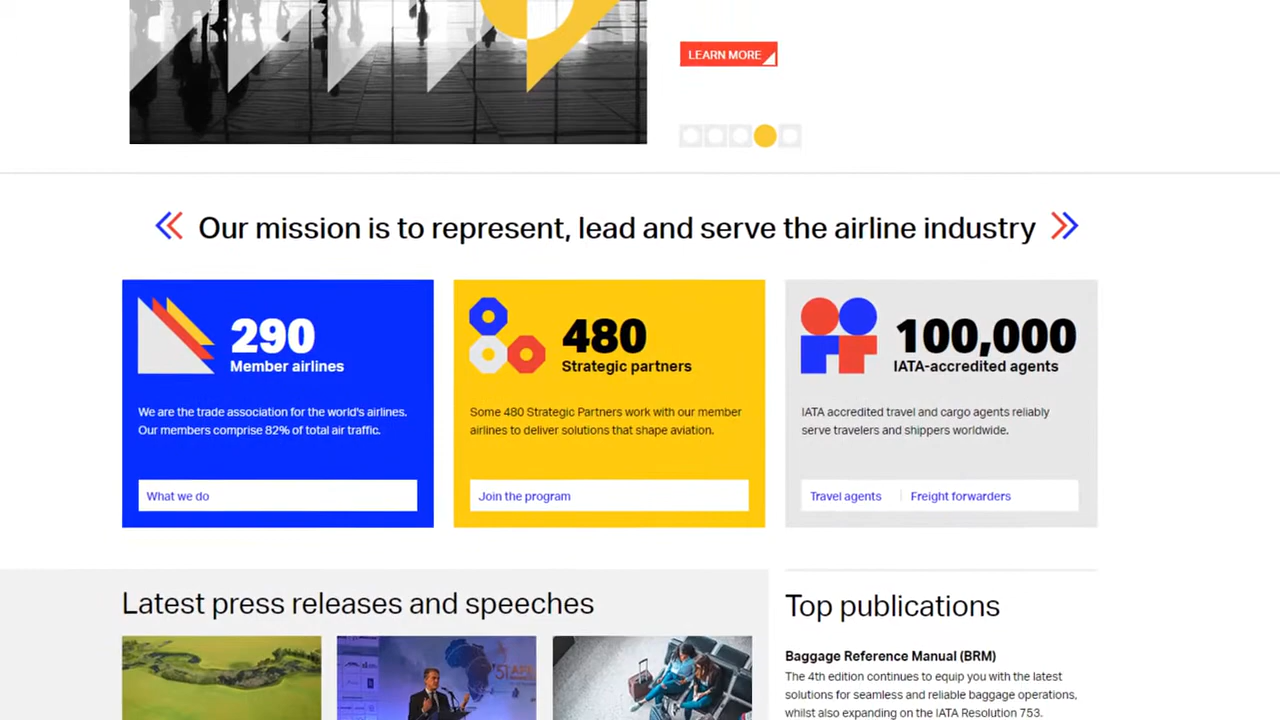 LEARN MORE
Our mission is to represent, lead and serve the airline industry
290
Member airlines
We are the trade association for the world's airlines.
Our members comprise 82% of total air traffic.
What we do
480
Strategic partners
Some 480 Strategic Partners work with our member
airlines to deliver solutions that shape aviation.
Join the program
100,000
IATA-accredited agents
IATA accredited travel and cargo agents reliably
serve travelers and shippers worldwide.
Travel agents
Freight forwarders
Latest press releases and speeches
Top publications
Baggage Reference Manual (BRM)
The 4th edition continues to equip you with the latest
solutions for seamless and reliable baggage operations,
whilst also expanding on the IATA Resolution 753.